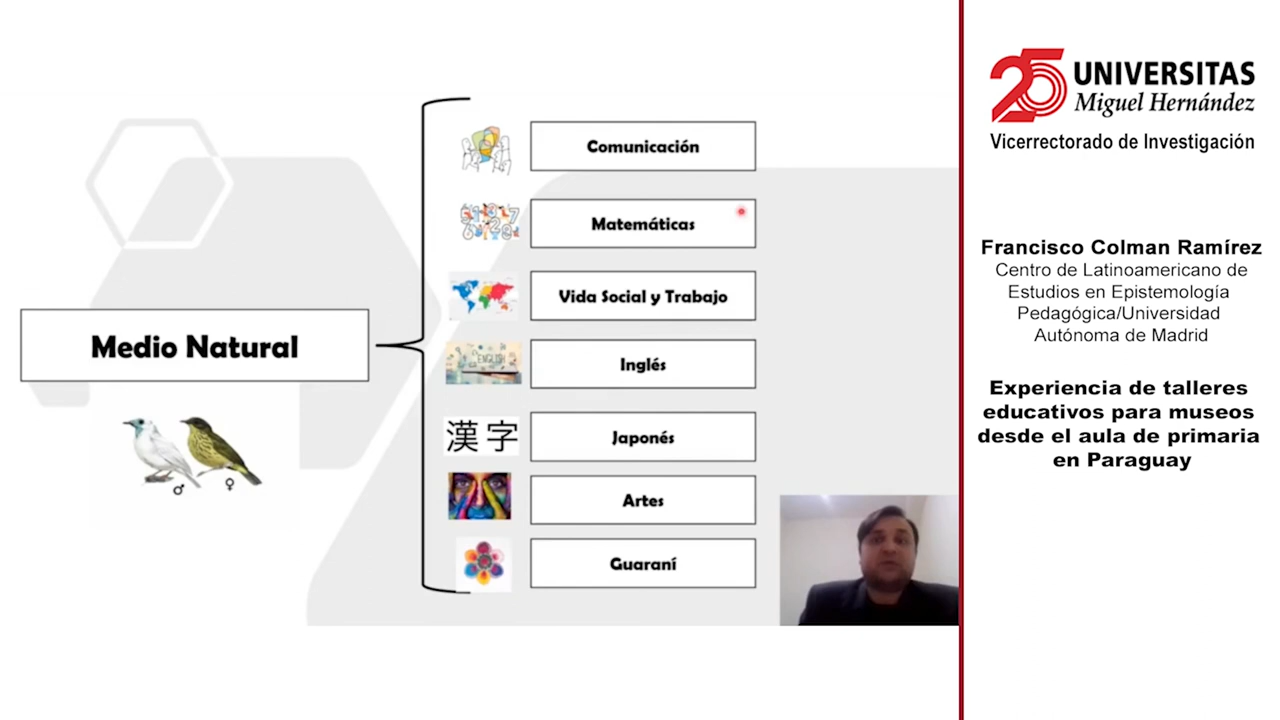 Medio Natural
♂ ♀
Comunicación
Matemáticas
Vida Social y Trabajo
ENGLISH
Inglés
漢字
Japonés
Artes
Guaraní
25 UNIVERSITAS
Miguel Hernández
Vicerrectorado de Investigación
Francisco Colman Ramírez
Centro de Latinoamericano de
Estudios en Epistemología
Pedagógica/Universidad
Autónoma de Madrid
Experiencia de talleres
educativos para museos
desde el aula de primaria
en Paraguay